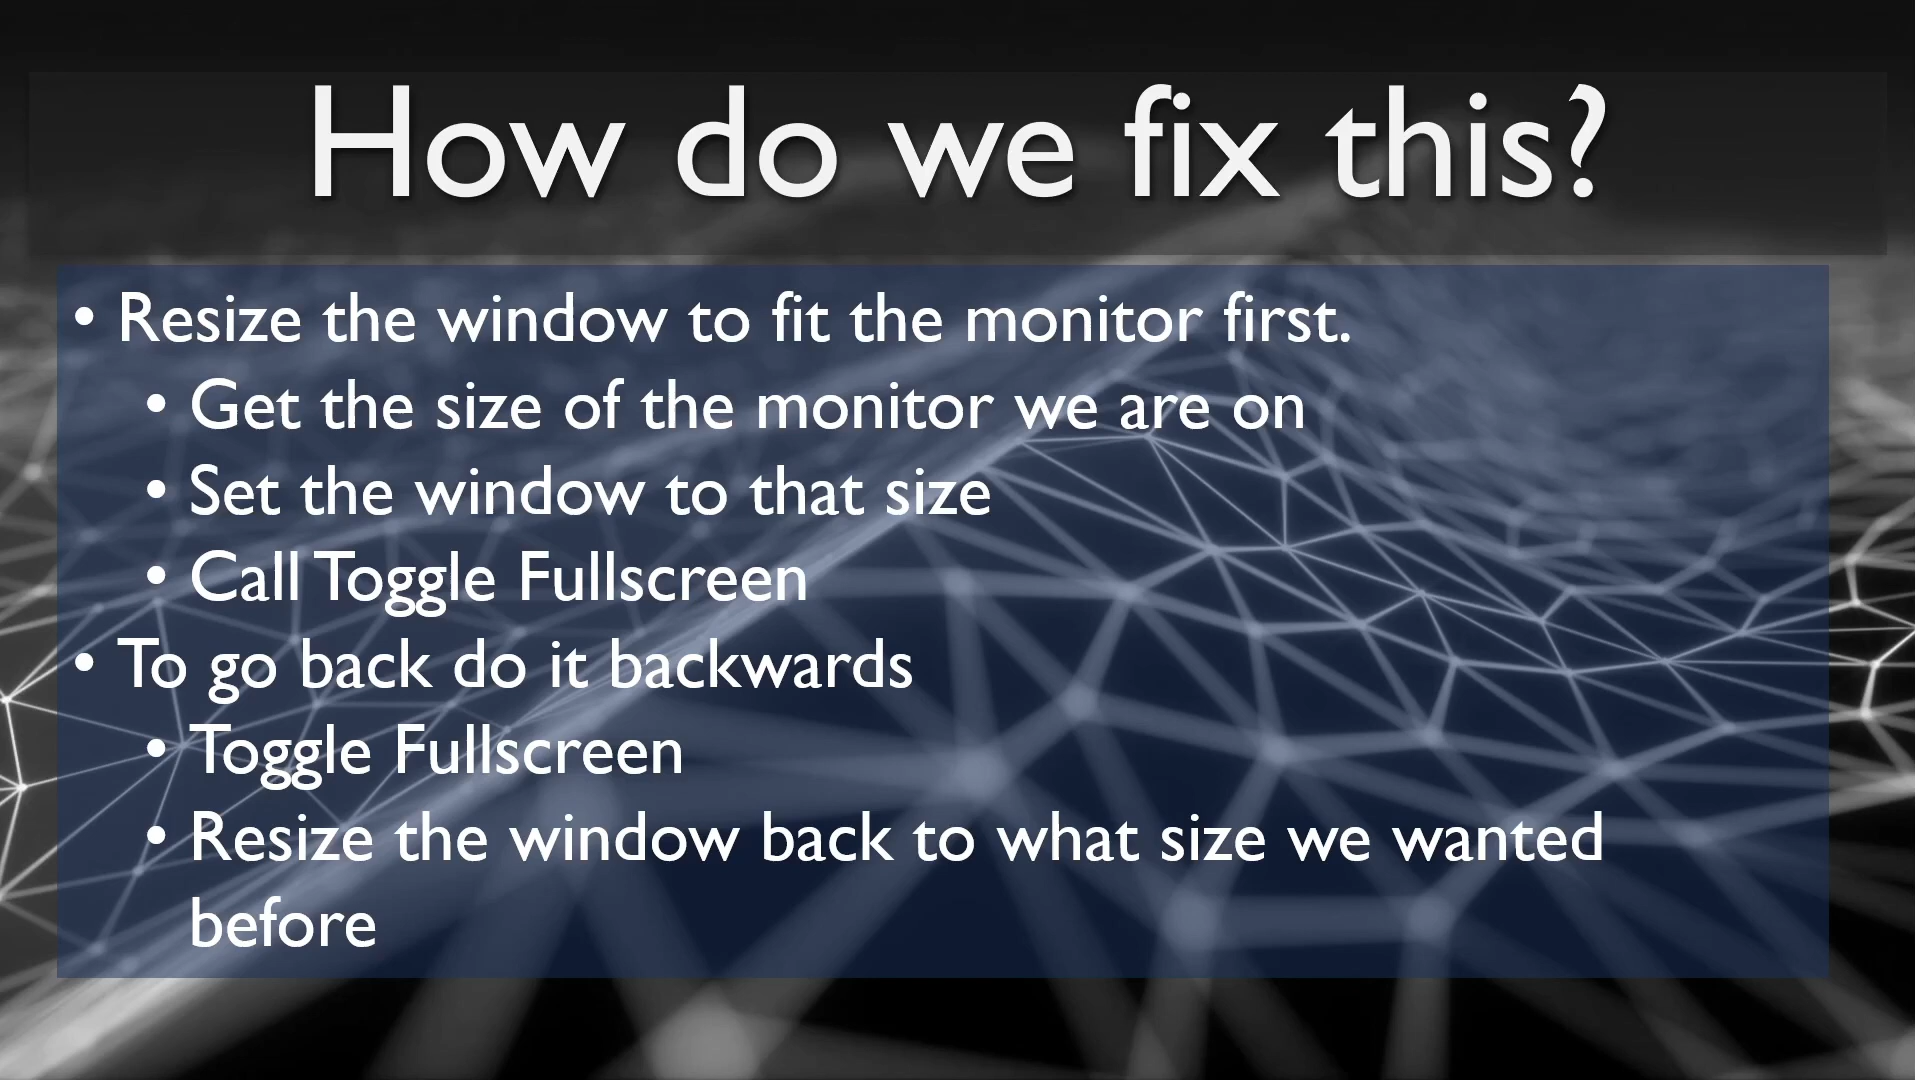 How do we fix this?
• Resize the window to fit the monitor first.
• Get the size of the monitor we are on
• Set the window to that size
• Call Toggle Fullscreen
• To go back do it backwards
• Toggle Fullscreen
• Resize the window back to what size we wanted
before